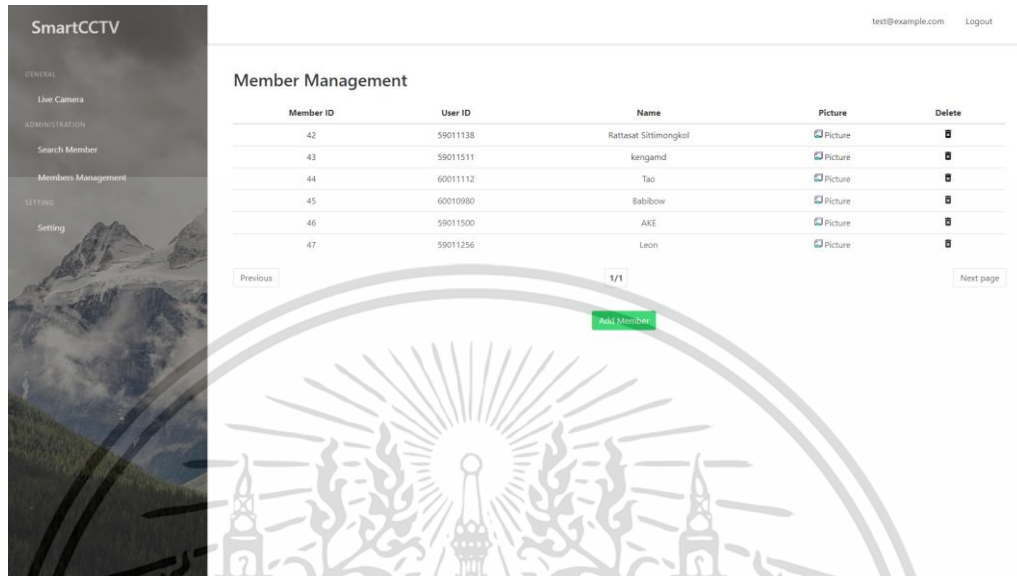 SmartCCTV
test@example.com Logout
GENERAL
Live Camera
ADMINISTRATION
Search Member
Members Management
SETTING
Setting
Member Management
Member ID User ID Name Picture Delete
42 59011138 Rattasat Sittimongkol Picture
43 59011511 kengamd Picture
44 60011112 Tao Picture
45 60010980 Babibow Picture
46 59011500 AKE Picture
47 59011256 Leon Picture
Previous 1/1 Next page
Add Member